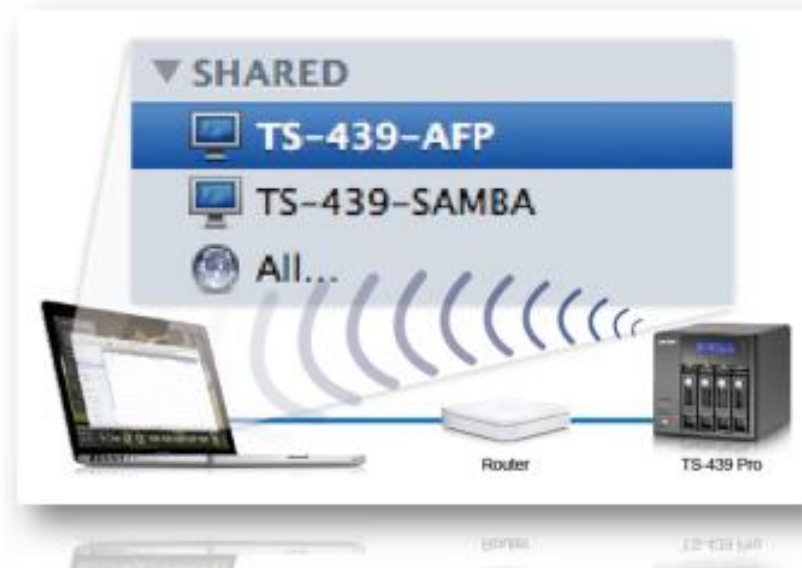 SHARED
TS-439-AFP
TS-439-SAMBA
All...
Router
TS-439 Pro